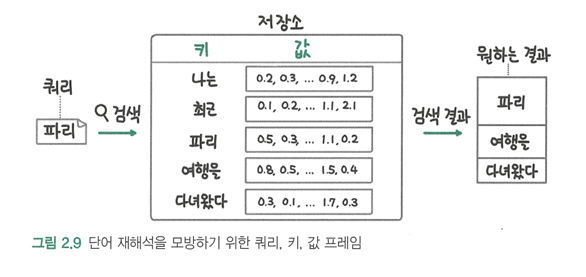 저장소
키 값
쿼리
파리
검색
나는 0.2, 0.3, ... 0.9, 1.2
최근 0.1, 0.2, ... 1.1, 2.1
파리 0.5, 0.3, ... 1.1, 0.2
여행을 0.8, 0.5, ... 1.5, 0.4
다녀왔다 0.3, 0.1, ... 1.7, 0.3
검색 결과
원하는 결과
파리
여행을
다녀왔다
그림 2.9 단어 재해석을 모방하기 위한 쿼리, 키, 값 프레임